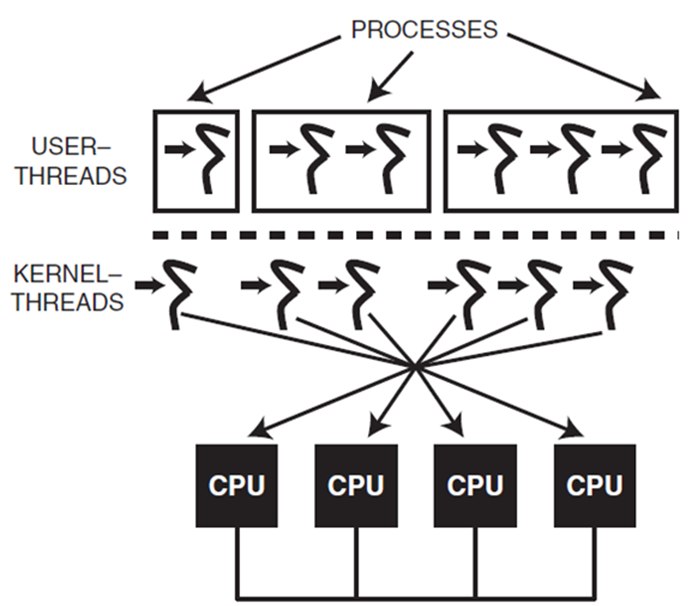 PROCESSES
USER–
THREADS
KERNEL–
THREADS
CPU
CPU
CPU
CPU